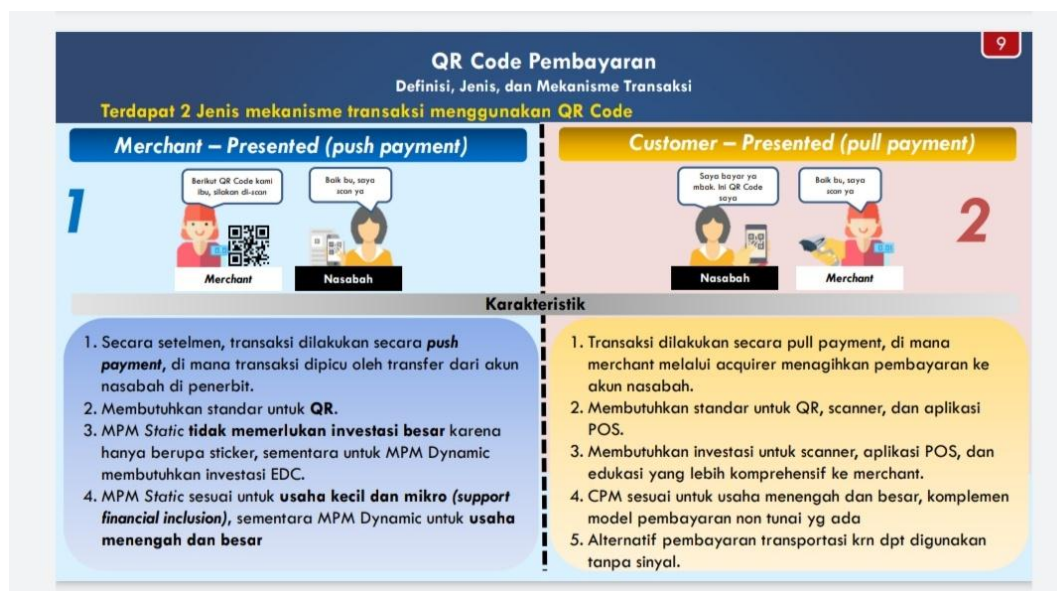 9
QR Code Pembayaran
Definisi, Jenis, dan Mekanisme Transaksi
Terdapat 2 Jenis mekanisme transaksi menggunakan QR Code
Merchant – Presented (push payment)
1
Berikut QR Code kami
ibu, silakan di-scan
Baik bu, saya
scan ya
Merchant
Nasabah
Customer – Presented (pull payment)
Saya bayar ya
mbak. Ini QR Code
saya
Baik bu, saya
scan ya
2
Nasabah
Merchant
Karakteristik
1. Secara setelmen, transaksi dilakukan secara push
payment, di mana transaksi dipicu oleh transfer dari akun
nasabah di penerbit.
2. Membutuhkan standar untuk QR.
3. MPM Static tidak memerlukan investasi besar karena
hanya berupa sticker, sementara untuk MPM Dynamic
membutuhkan investasi EDC.
4. MPM Static sesuai untuk usaha kecil dan mikro (support
financial inclusion), sementara MPM Dynamic untuk usaha
menengah dan besar
1. Transaksi dilakukan secara pull payment, di mana
merchant melalui acquirer menagihkan pembayaran ke
akun nasabah.
2. Membutuhkan standar untuk QR, scanner, dan aplikasi
POS.
3. Membutuhkan investasi untuk scanner, aplikasi POS, dan
edukasi yang lebih komprehensif ke merchant.
4. CPM sesuai untuk usaha menengah dan besar, komplemen
model pembayaran non tunai yg ada
5. Alternatif pembayaran transportasi krn dpt digunakan
tanpa sinyal.